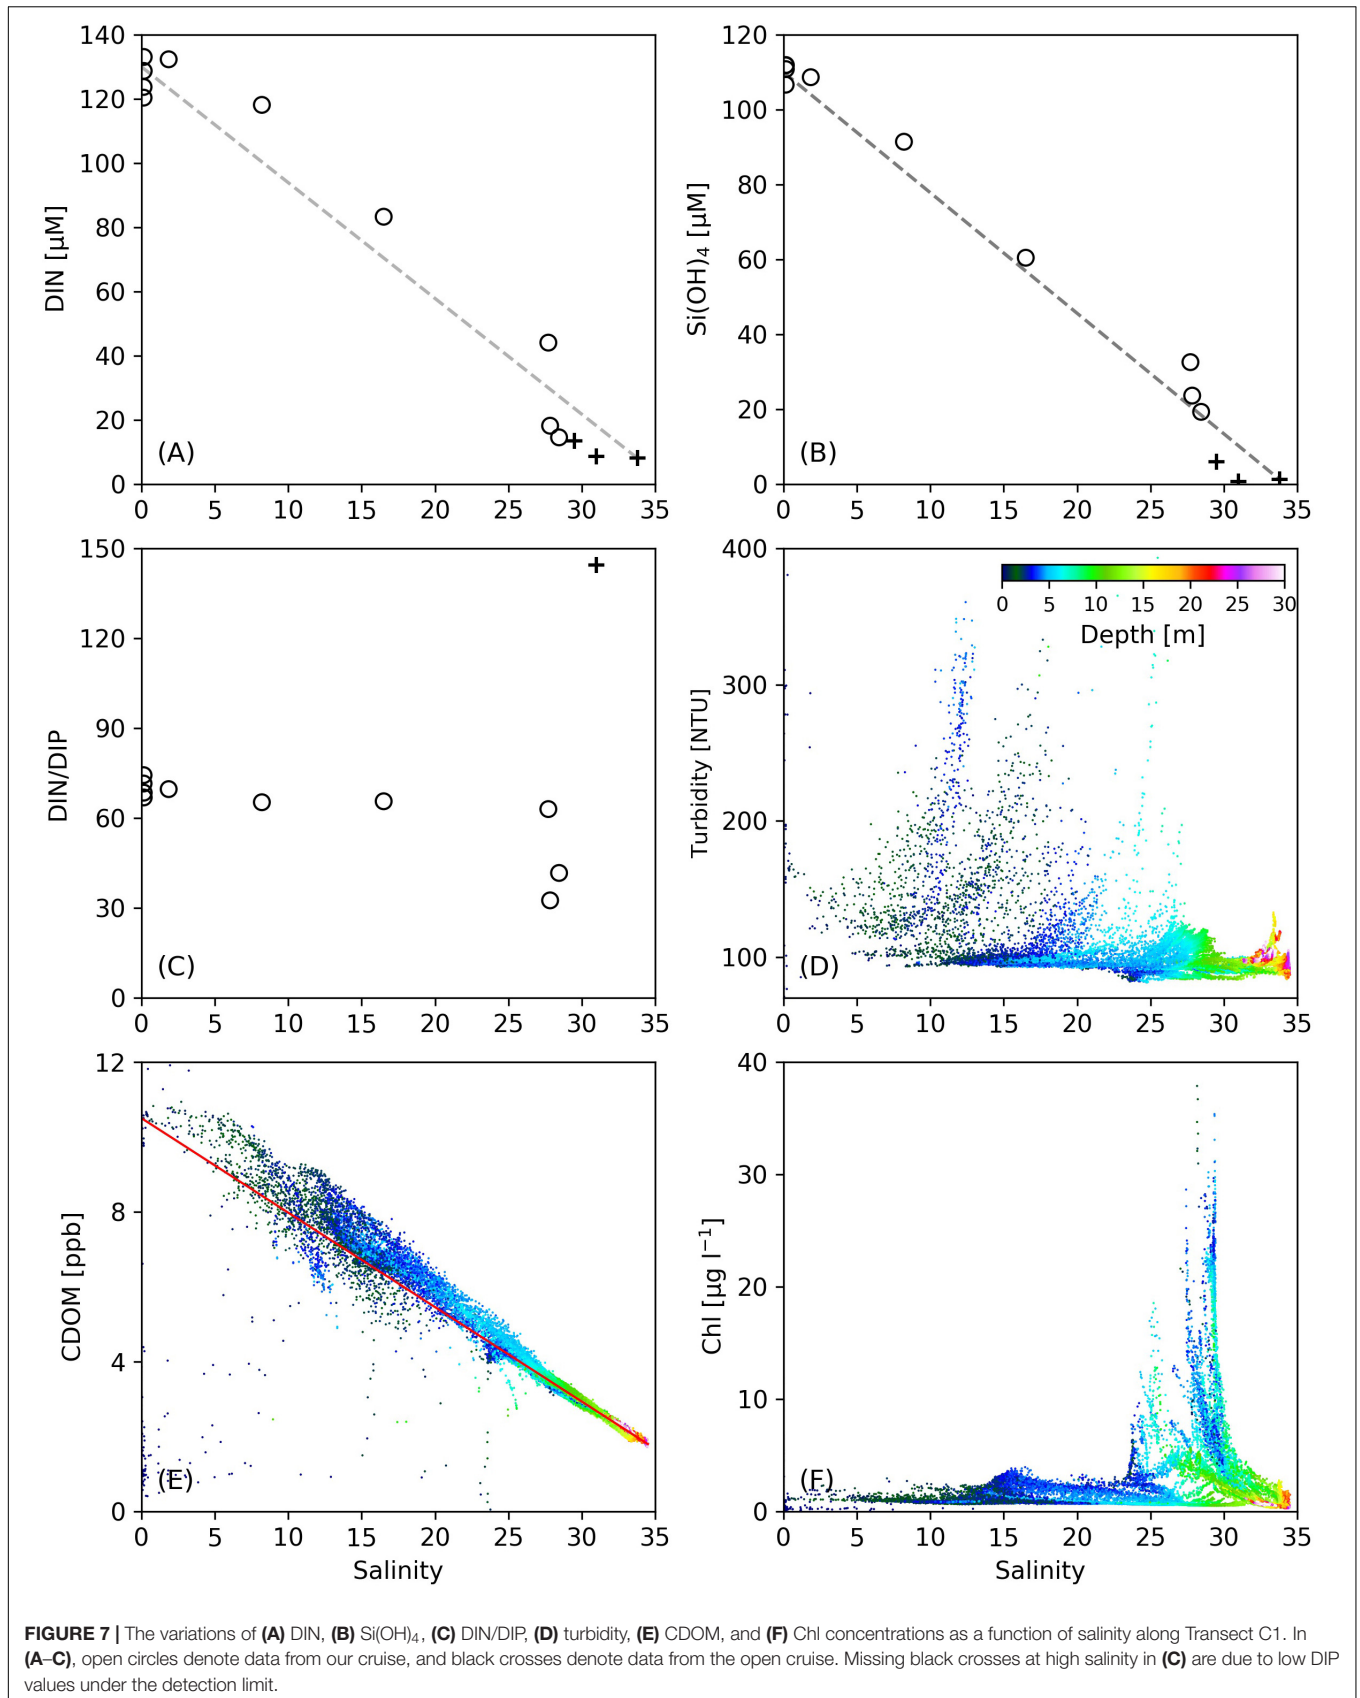 140
120
100
80
60
40
20
0
DIN [μM]
(A)
0 5 10 15 20 25 30 35
120
100
80
60
40
20
0
Si(OH)₄ [μM]
(B)
0 5 10 15 20 25 30 35
150
120
90
60
30
0
DIN/DIP
(C)
0 5 10 15 20 25 30 35
400
300
200
100
Turbidity [NTU]
0 5 10 15 20 25 30
Depth [m]
(D)
0 5 10 15 20 25 30 35
12
8
4
0
CDOM [ppb]
(E)
0 5 10 15 20 25 30 35
Salinity
40
30
20
10
0
Chl [μg l⁻¹]
(F)
0 5 10 15 20 25 30 35
Salinity
FIGURE 7 | The variations of (A) DIN, (B) Si(OH)₄, (C) DIN/DIP, (D) turbidity, (E) CDOM, and (F) Chl concentrations as a function of salinity along Transect C1. In
(A–C), open circles denote data from our cruise, and black crosses denote data from the open cruise. Missing black crosses at high salinity in (C) are due to low DIP
values under the detection limit.